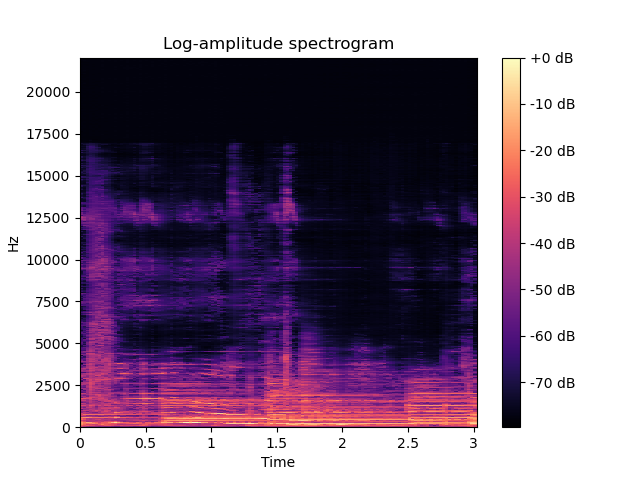 Log-amplitude spectrogram
20000
17500
15000
12500
10000
7500
5000
2500
0
Hz
0 0.5 1 1.5 2 2.5 3
Time
+0 dB
-10 dB
-20 dB
-30 dB
-40 dB
-50 dB
-60 dB
-70 dB